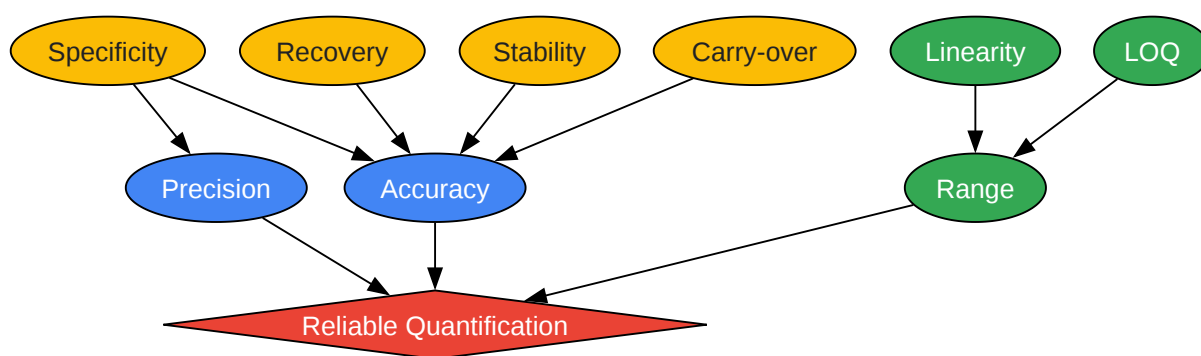 Specificity
Recovery
Stability
Carry-over
Linearity
LOQ
Precision
Accuracy
Range
Reliable Quantification